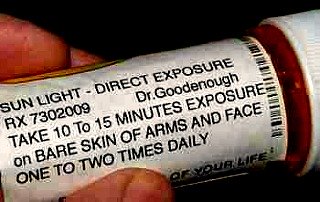 SUN LIGHT - DIRECT EXPOSURE
RX 7302009 Dr.Goodenough
TAKE 10 To 15 MINUTES EXPOSURE
on BARE SKIN OF ARMS AND FACE
ONE TO TWO TIMES DAILY
OF YOUR LIFE